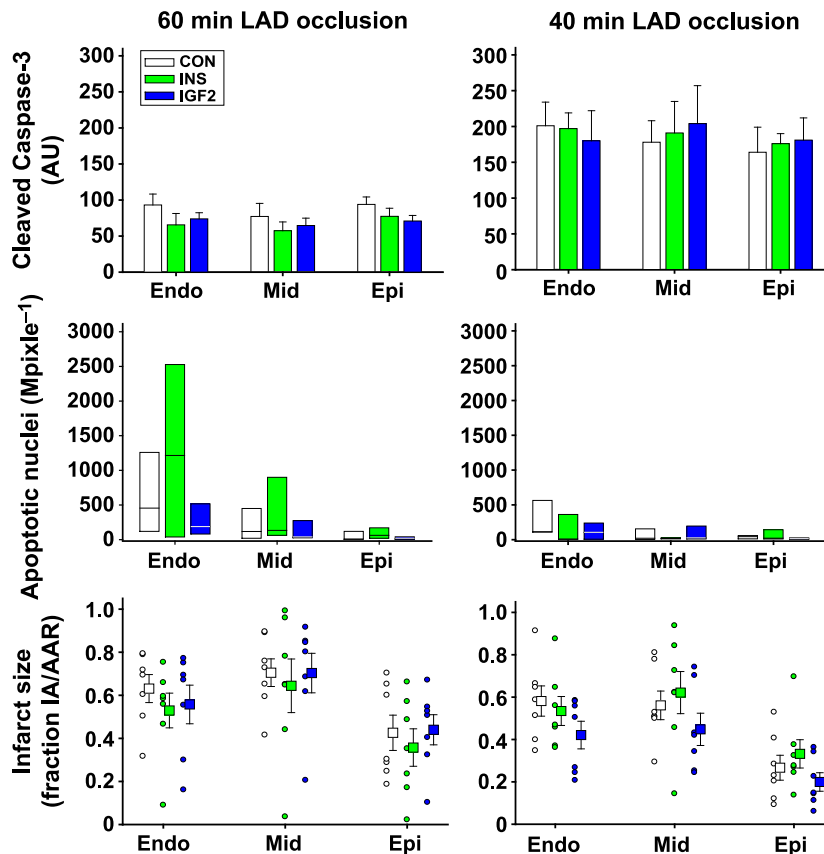 60 min LAD occlusion
40 min LAD occlusion
Cleaved Caspase-3
(AU)
300
250
200
150
100
50
0
CON
INS
IGF2
Endo Mid Epi
300
250
200
150
100
50
0
Endo Mid Epi
Apoptotic nuclei (Mpixle⁻¹)
3000
2500
2000
1500
1000
500
0
Endo Mid Epi
3000
2500
2000
1500
1000
500
0
Endo Mid Epi
Infarct size
(fraction IA/AAR)
1.0
0.8
0.6
0.4
0.2
0
Endo Mid Epi
1.0
0.8
0.6
0.4
0.2
0.0
Endo Mid Epi